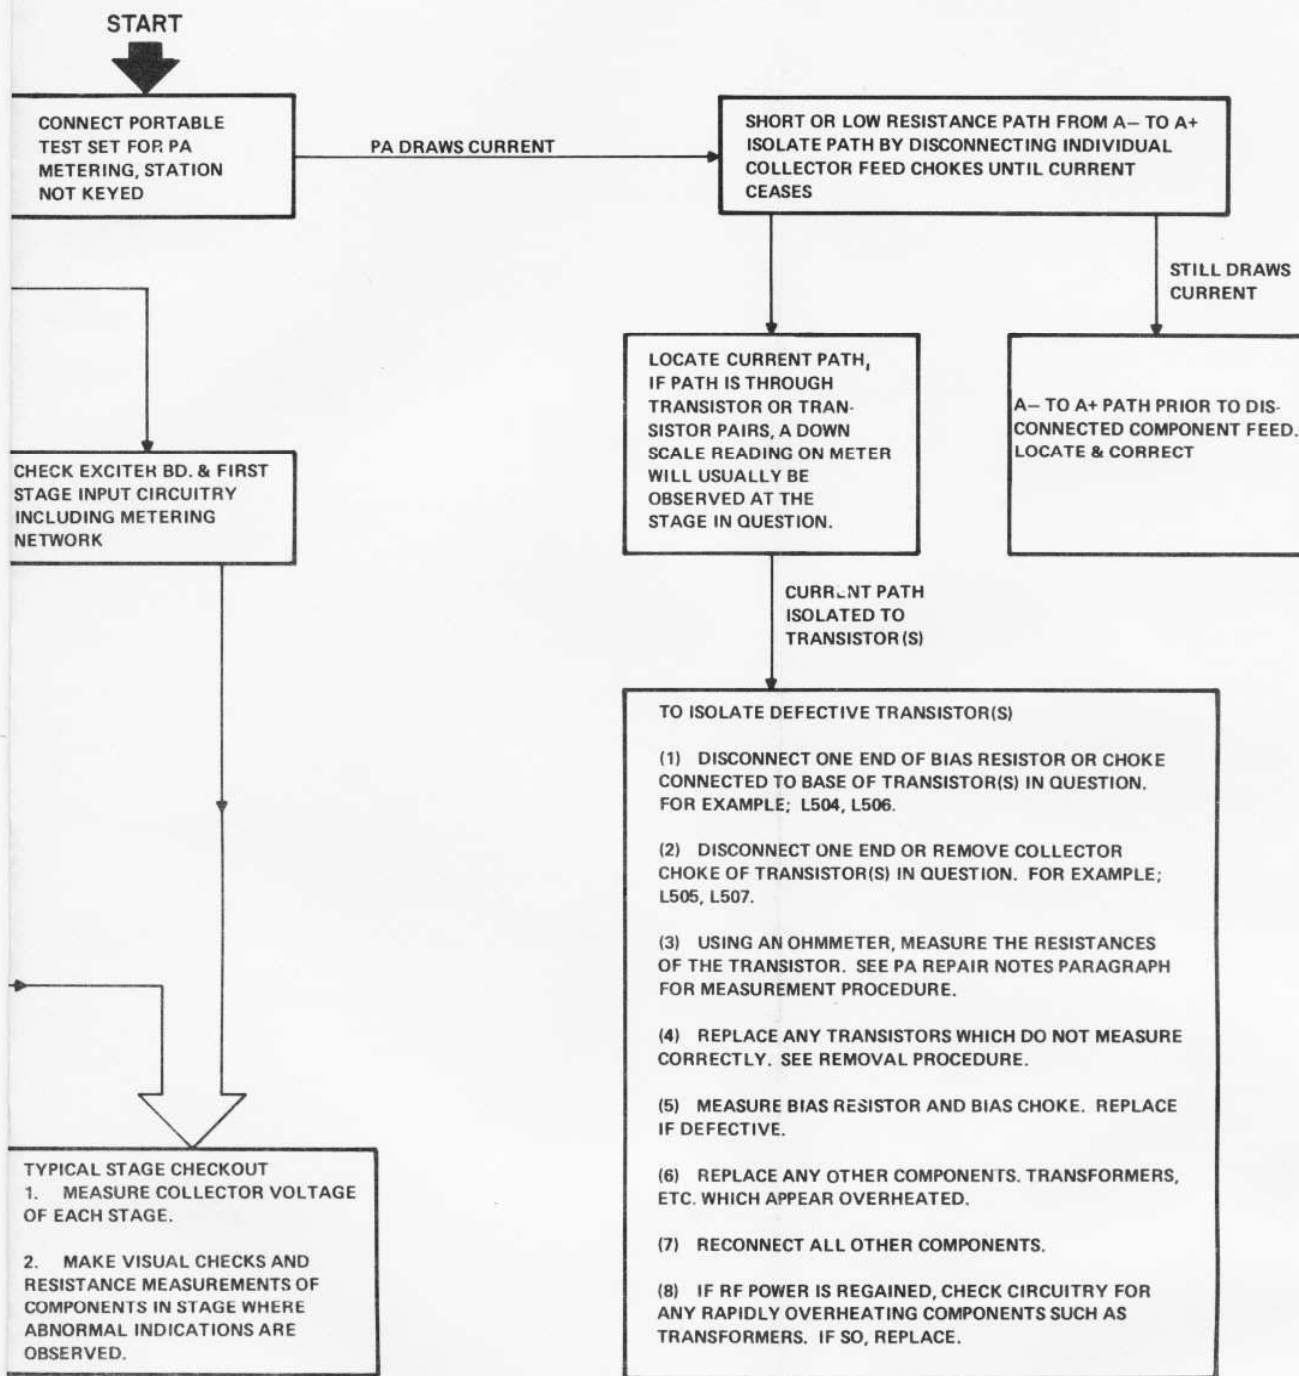 START
CONNECT PORTABLE
TEST SET FOR PA
METERING, STATION
NOT KEYED
PA DRAWS CURRENT
SHORT OR LOW RESISTANCE PATH FROM A– TO A+
ISOLATE PATH BY DISCONNECTING INDIVIDUAL
COLLECTOR FEED CHOKES UNTIL CURRENT
CEASES
STILL DRAWS
CURRENT
LOCATE CURRENT PATH,
IF PATH IS THROUGH
TRANSISTOR OR TRAN-
SISTOR PAIRS, A DOWN
SCALE READING ON METER
WILL USUALLY BE
OBSERVED AT THE
STAGE IN QUESTION.
A– TO A+ PATH PRIOR TO DIS-
CONNECTED COMPONENT FEED.
LOCATE & CORRECT
CHECK EXCITER BD. & FIRST
STAGE INPUT CIRCUITRY
INCLUDING METERING
NETWORK
CURRENT PATH
ISOLATED TO
TRANSISTOR(S)
TO ISOLATE DEFECTIVE TRANSISTOR(S)
(1) DISCONNECT ONE END OF BIAS RESISTOR OR CHOKE
CONNECTED TO BASE OF TRANSISTOR(S) IN QUESTION.
FOR EXAMPLE; L504, L506.
(2) DISCONNECT ONE END OR REMOVE COLLECTOR
CHOKE OF TRANSISTOR(S) IN QUESTION. FOR EXAMPLE;
L505, L507.
(3) USING AN OHMMETER, MEASURE THE RESISTANCES
OF THE TRANSISTOR. SEE PA REPAIR NOTES PARAGRAPH
FOR MEASUREMENT PROCEDURE.
(4) REPLACE ANY TRANSISTORS WHICH DO NOT MEASURE
CORRECTLY. SEE REMOVAL PROCEDURE.
(5) MEASURE BIAS RESISTOR AND BIAS CHOKE. REPLACE
IF DEFECTIVE.
(6) REPLACE ANY OTHER COMPONENTS. TRANSFORMERS,
ETC. WHICH APPEAR OVERHEATED.
(7) RECONNECT ALL OTHER COMPONENTS.
(8) IF RF POWER IS REGAINED, CHECK CIRCUITRY FOR
ANY RAPIDLY OVERHEATING COMPONENTS SUCH AS
TRANSFORMERS. IF SO, REPLACE.
TYPICAL STAGE CHECKOUT
1. MEASURE COLLECTOR VOLTAGE
OF EACH STAGE.
2. MAKE VISUAL CHECKS AND
RESISTANCE MEASUREMENTS OF
COMPONENTS IN STAGE WHERE
ABNORMAL INDICATIONS ARE
OBSERVED.